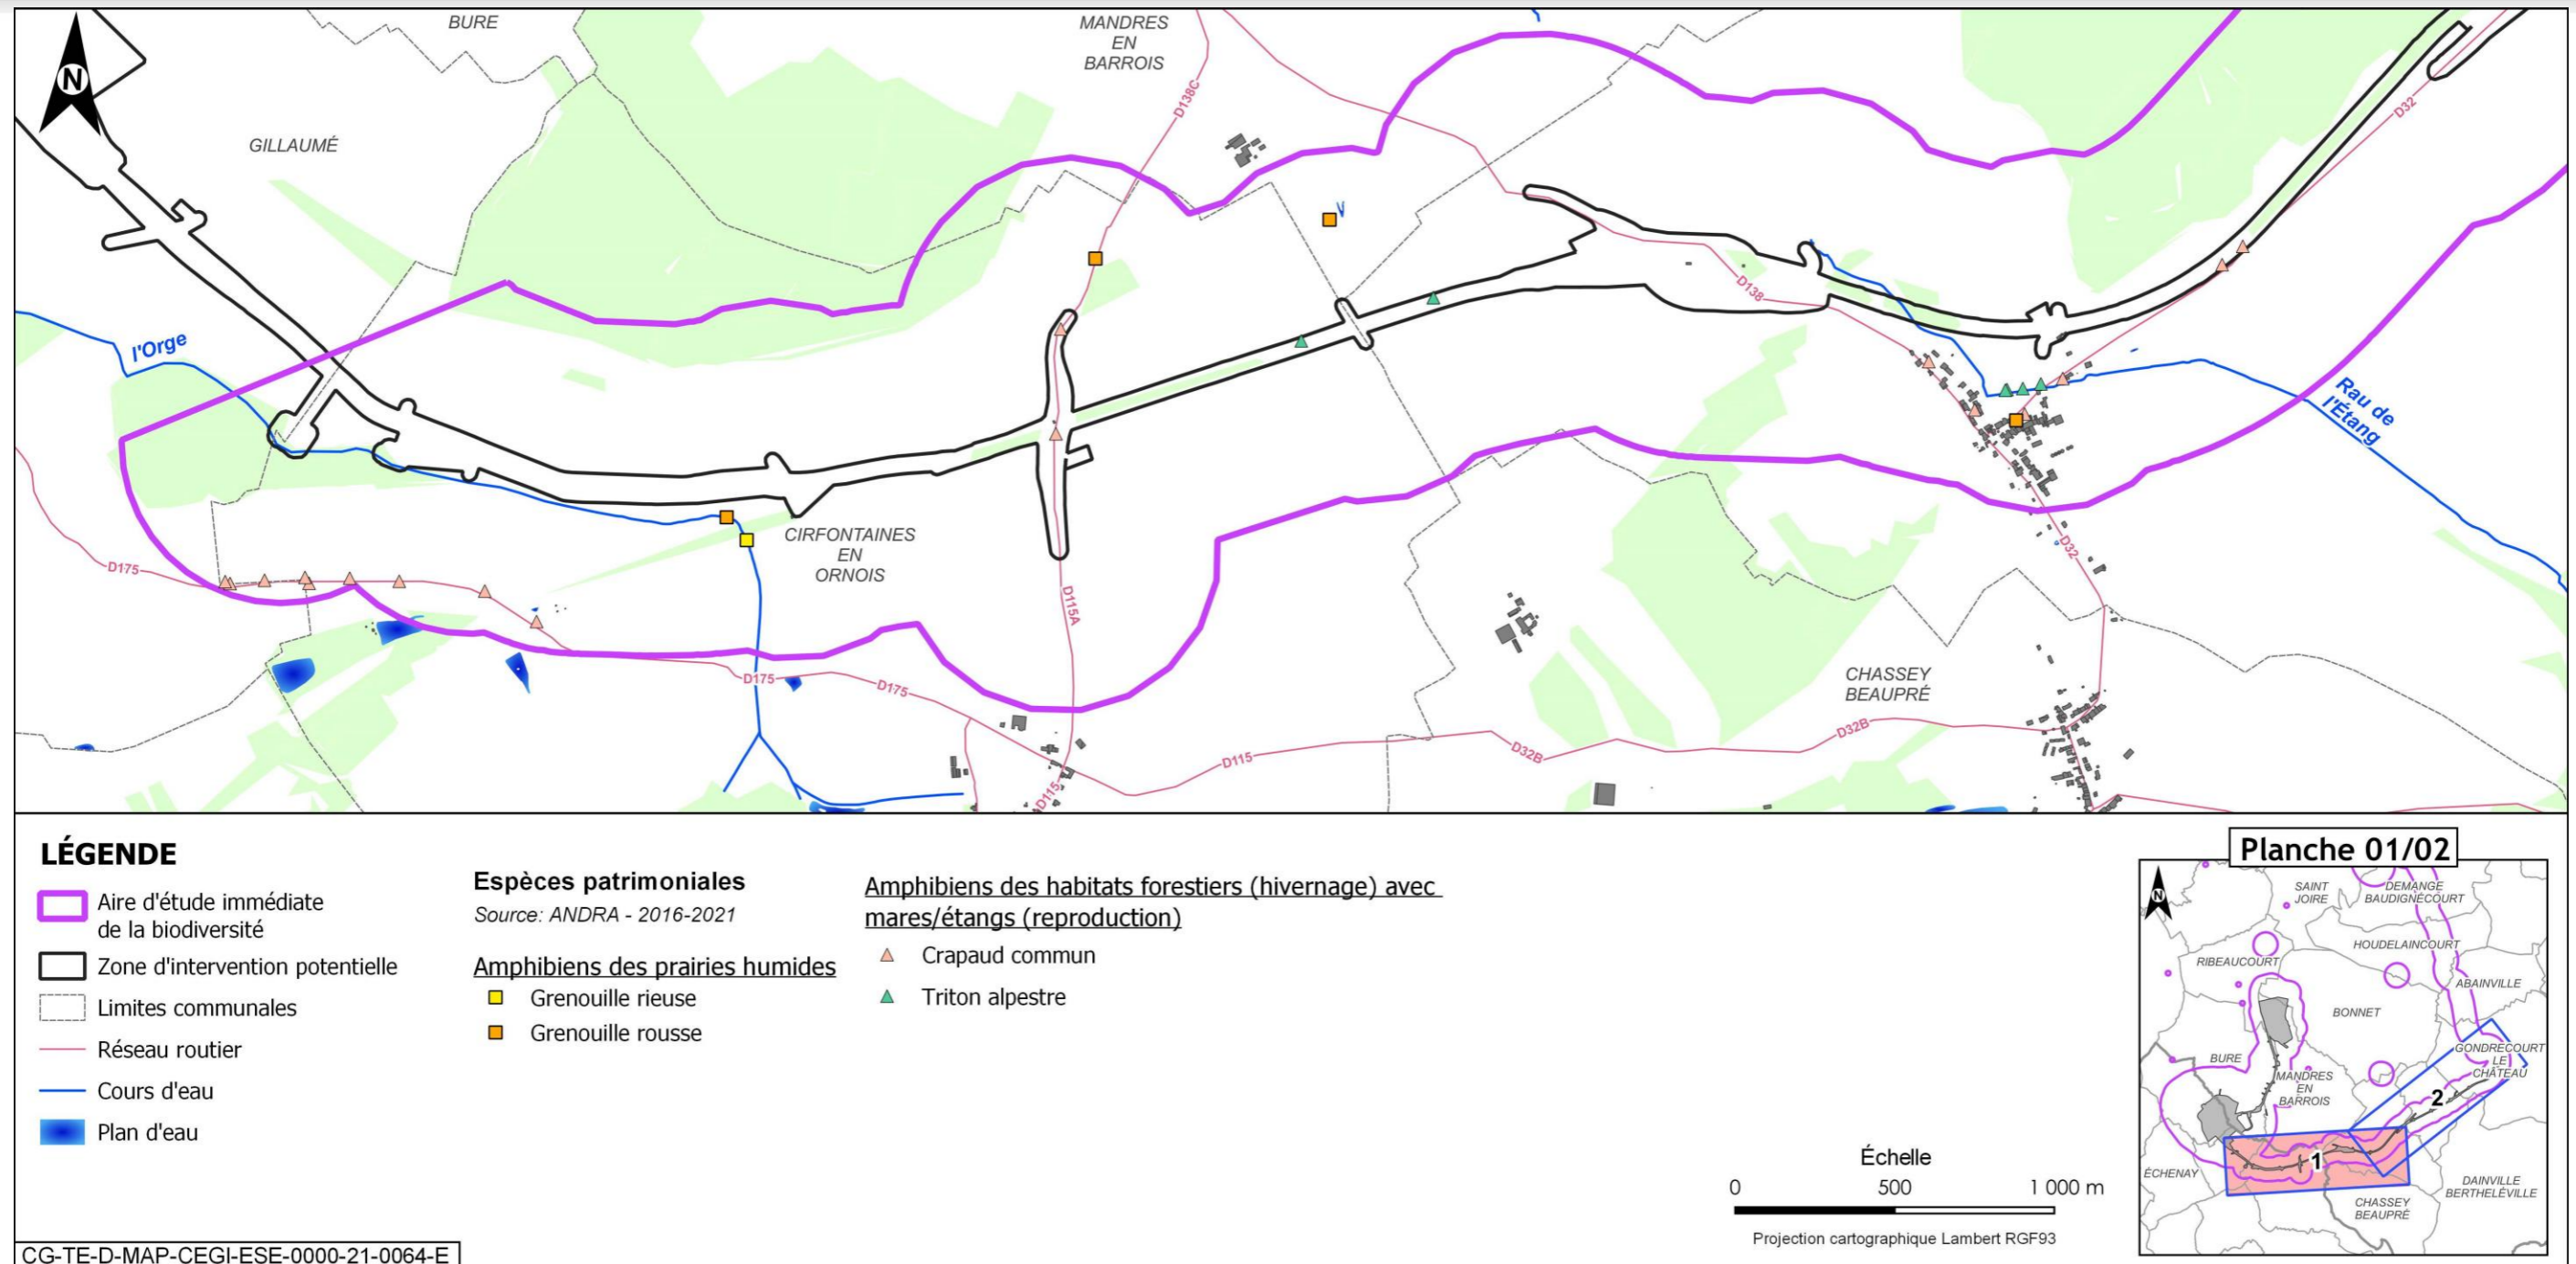 BURE
MANDRES
EN
BARROIS
N
D138C
D32
GILLAUMÉ
l'Orge
D138
Rau de
l'Étang
CIRFONTAINES
EN
ORNOIS
D175
D32
D115A
D175
D175
CHASSEY
BEAUPRÉ
D32B
D32B
D115
D115
LÉGENDE
Aire d'étude immédiate
de la biodiversité
Zone d'intervention potentielle
Limites communales
Réseau routier
Cours d'eau
Plan d'eau
Espèces patrimoniales
Source: ANDRA - 2016-2021
Amphibiens des prairies humides
Grenouille rieuse
Grenouille rousse
Amphibiens des habitats forestiers (hivernage) avec
mares/étangs (reproduction)
Crapaud commun
Triton alpestre
Échelle
0 500 1 000 m
Projection cartographique Lambert RGF93
Planche 01/02
N
SAINT
JOIRE
DEMANGE
BAUDIGNÉCOURT
HOUDELAINCOURT
RIBEAUCOURT
ABAINVILLE
BONNET
GONDRECOURT
LE
CHÂTEAU
BURE
MANDRES
EN
BARROIS
2
1
ÉCHENAY
DAINVILLE
BERTHELÉVILLE
CHASSEY
BEAUPRÉ
CG-TE-D-MAP-CEGI-ESE-0000-21-0064-E